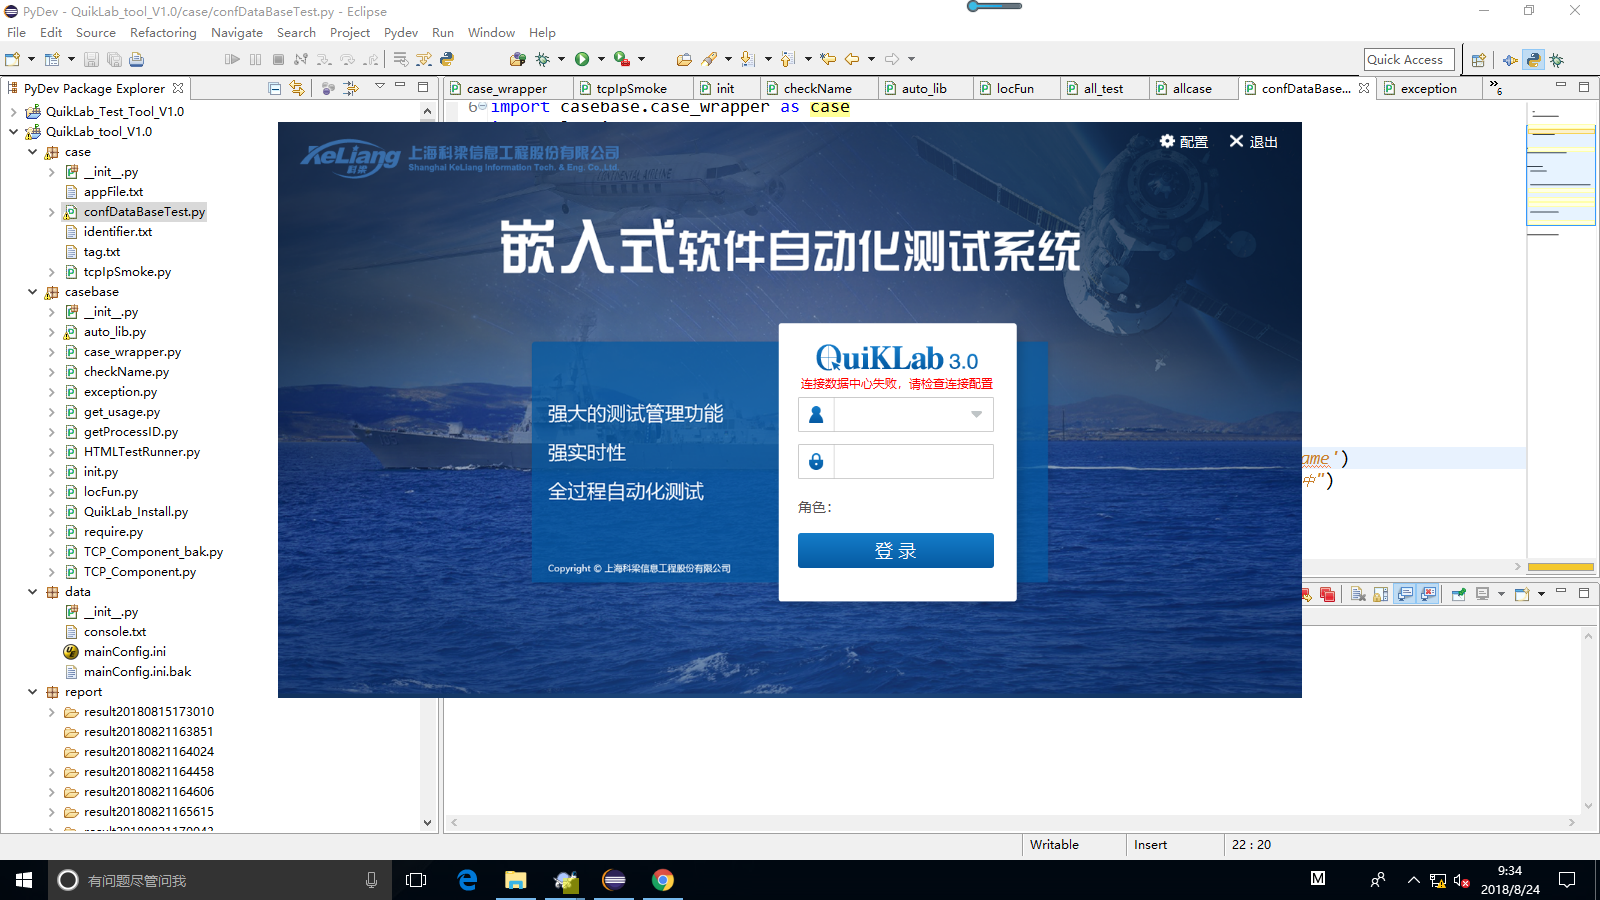 PyDev - QuikLab_tool_V1.0/case/confDataBaseTest.py - Eclipse
File Edit Source Refactoring Navigate Search Project Pydev Run Window Help
Quick Access
PyDev Package Explorer
case_wrapper tcpIpSmoke init checkName auto_lib locFun all_test allcase confDataBase... exception »6
QuikLab_Test_Tool_V1.0
QuikLab_tool_V1.0
case
__init__.py
appFile.txt
confDataBaseTest.py
identifier.txt
tag.txt
tcpIpSmoke.py
casebase
__init__.py
auto_lib.py
case_wrapper.py
checkName.py
exception.py
get_usage.py
getProcessID.py
HTMLTestRunner.py
init.py
locFun.py
QuikLab_Install.py
require.py
TCP_Component_bak.py
TCP_Component.py
data
__init__.py
console.txt
mainConfig.ini
mainConfig.ini.bak
report
result20180815173010
result20180821163851
result20180821164024
result20180821164458
result20180821164606
result20180821165615
6 import casebase.case_wrapper as case
ame')
中")
KeLiang 科梁
上海科梁信息工程股份有限公司
Shanghai KeLiang Information Tech. & Eng. Co.,Ltd.
配置 退出
CONTINENTAL AIRLINE
嵌入式软件自动化测试系统
QuiKLab 3.0
连接数据中心失败，请检查连接配置
角色：
登 录
强大的测试管理功能
强实时性
全过程自动化测试
Copyright © 上海科梁信息工程股份有限公司
Writable Insert 22 : 20
有问题尽管问我
M
9:34
2018/8/24